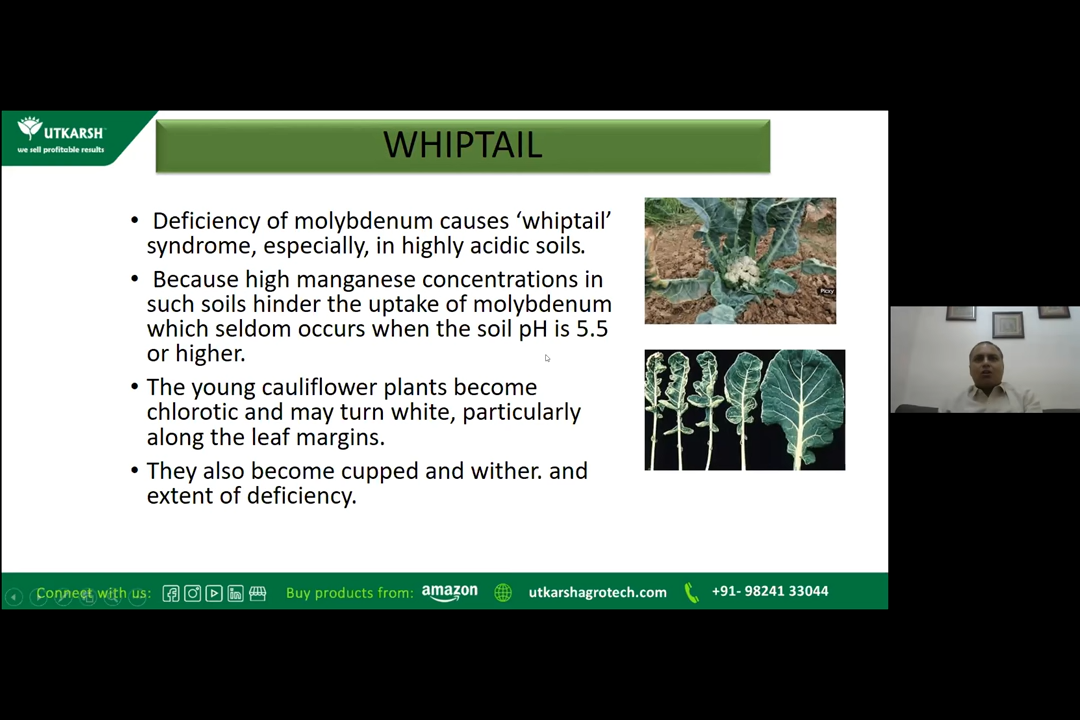 UTKARSH
we sell profitable results
WHIPTAIL
• Deficiency of molybdenum causes ‘whiptail’
syndrome, especially, in highly acidic soils.
• Because high manganese concentrations in
such soils hinder the uptake of molybdenum
which seldom occurs when the soil pH is 5.5
or higher.
• The young cauliflower plants become
chlorotic and may turn white, particularly
along the leaf margins.
• They also become cupped and wither. and
extent of deficiency.
Picxy
Connect with us:
Buy products from: amazon
utkarshagrotech.com
+91- 98241 33044